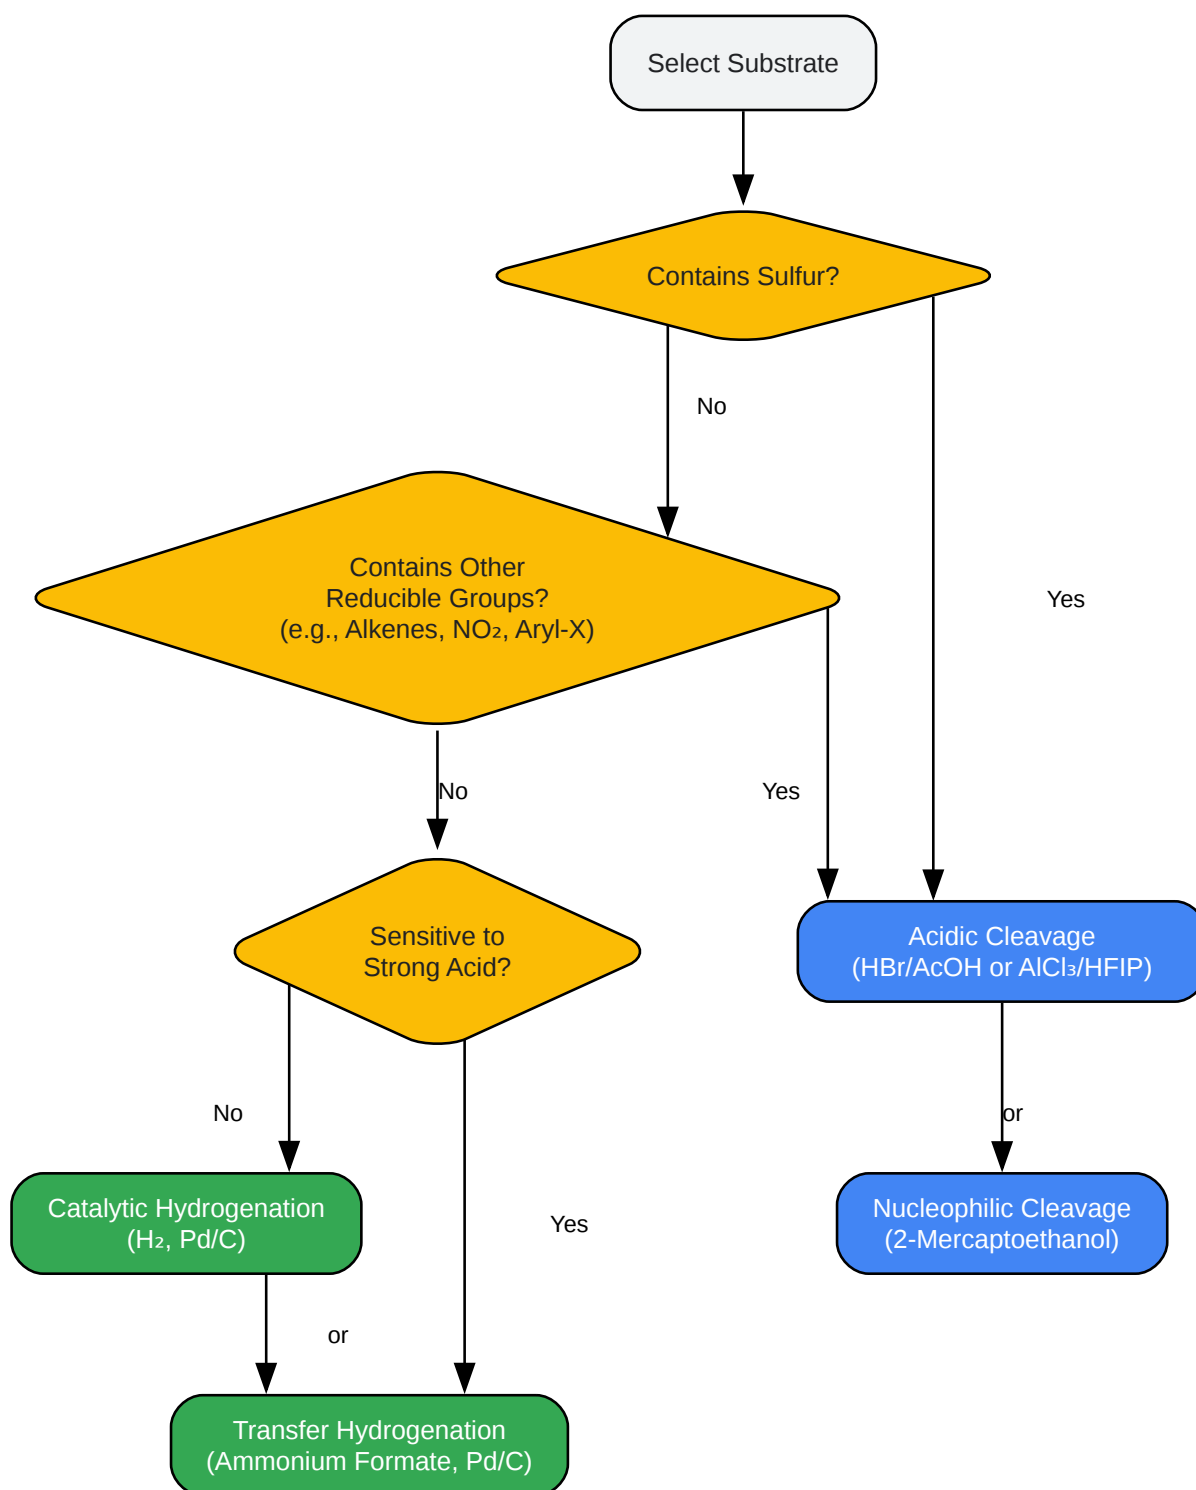 Select Substrate
Contains Sulfur?
No
Contains Other
Reducible Groups?
(e.g., Alkenes, NO₂, Aryl-X)
Yes
No
Yes
Sensitive to
Strong Acid?
Acidic Cleavage
(HBr/AcOH or AlCl₃/HFIP)
No
or
Catalytic Hydrogenation
(H₂, Pd/C)
Yes
Nucleophilic Cleavage
(2-Mercaptoethanol)
or
Transfer Hydrogenation
(Ammonium Formate, Pd/C)